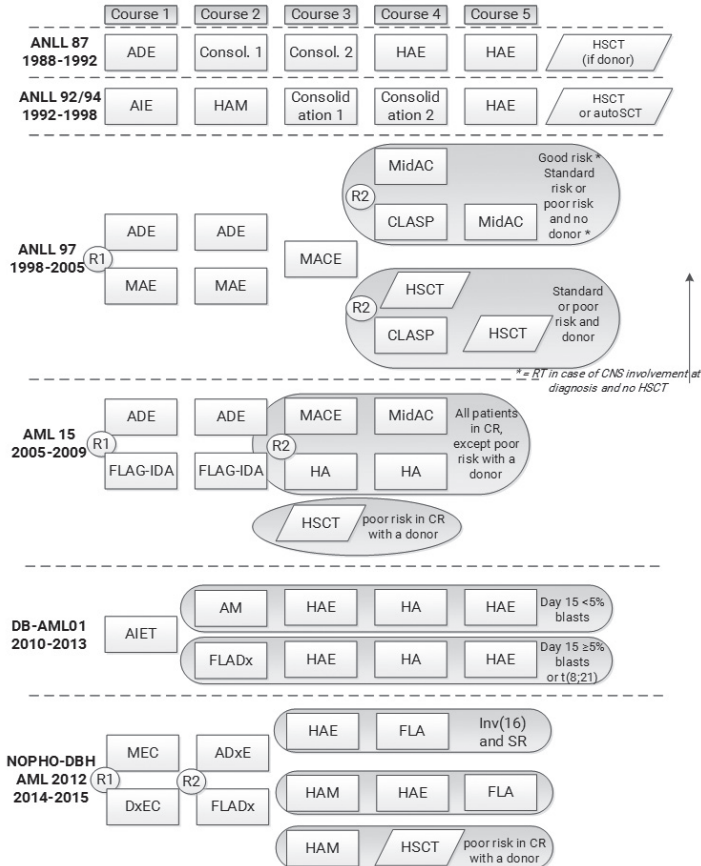 Course 1 Course 2 Course 3 Course 4 Course 5
ANLL 87
1988-1992
ADE Consol. 1 Consol. 2 HAE HAE
HSCT
(if donor)
ANLL 92/94
1992-1998
AIE HAM
Consolid
ation 1
Consolid
ation 2
HAE
HSCT
or autoSCT
ANLL 97
1998-2005
R1
ADE ADE
MAE MAE
MACE
R2
MidAC
CLASP MidAC
Good risk *
Standard
risk or
poor risk
and no
donor *
R2
HSCT
CLASP HSCT
Standard
or poor
risk and
donor
* = RT in case of CNS involvement at
diagnosis and no HSCT
AML 15
2005-2009
R1
ADE ADE
FLAG-IDA FLAG-IDA
R2
MACE MidAC
HA HA
All patients
in CR,
except poor
risk with a
donor
HSCT
poor risk in CR
with a donor
DB-AML01
2010-2013
AIET
AM HAE HA HAE
Day 15 <5%
blasts
FLADx HAE HA HAE
Day 15 ≥5%
blasts
or t(8;21)
NOPHO-DBH
AML 2012
2014-2015
R1
MEC
DxEC
R2
ADxE
FLADx
HAE FLA
Inv(16)
and SR
HAM HAE FLA
HAM HSCT
poor risk in CR
with a donor